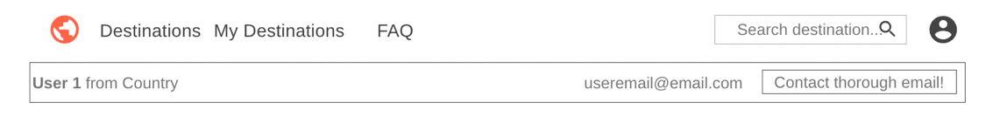 Destinations My Destinations FAQ Search destination...
User 1 from Country useremail@email.com Contact thorough email!